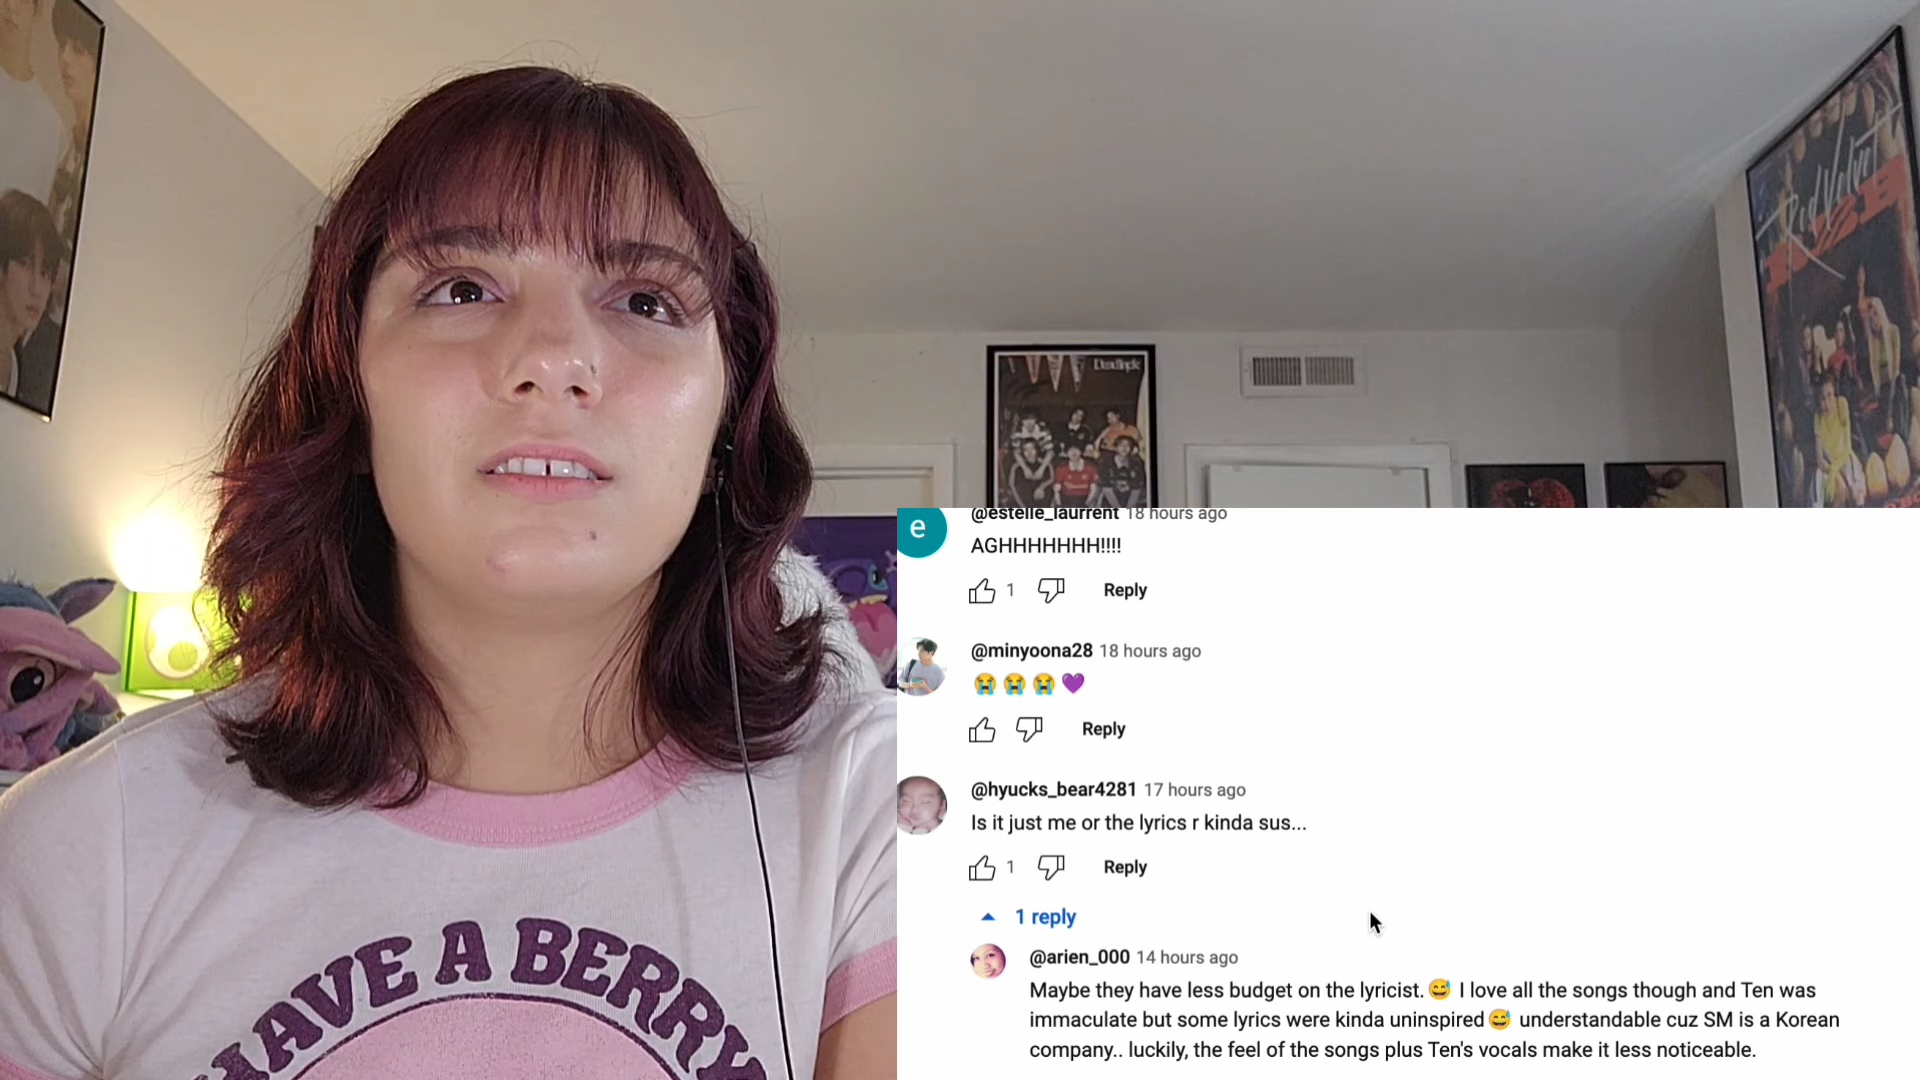 Deadlock
Red Velvet
HAVE A BERRY
e
@estelle_laurrent 18 hours ago
AGHHHHHHH!!!!
1 Reply
@minyoona28 18 hours ago
😭😭😭💜
Reply
@hyucks_bear4281 17 hours ago
Is it just me or the lyrics r kinda sus...
1 Reply
1 reply
@arien_000 14 hours ago
Maybe they have less budget on the lyricist.😅 I love all the songs though and Ten was
immaculate but some lyrics were kinda uninspired😅 understandable cuz SM is a Korean
company.. luckily, the feel of the songs plus Ten's vocals make it less noticeable.